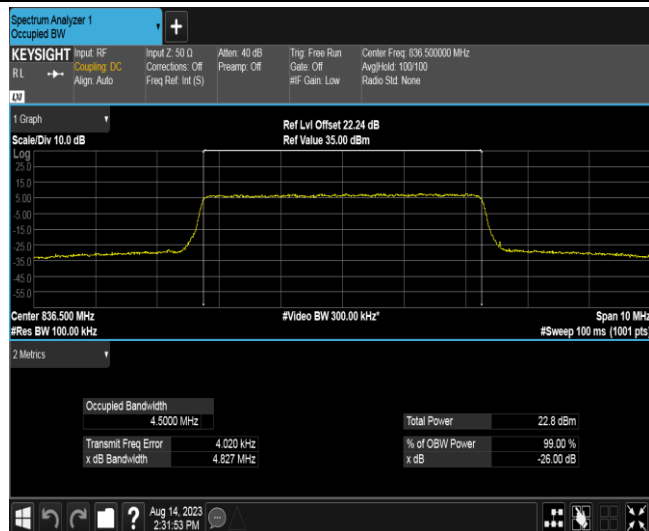 Spectrum Analyzer 1
Occupied BW
KEYSIGHT
RL
Input: RF
Coupling: DC
Align: Auto
Input Z: 50 Ω
Corrections: Off
Freq Ref: Int (S)
Atten: 40 dB
Preamp: Off
Trig: Free Run
Gate: Off
#IF Gain: Low
Center Freq: 836.500000 MHz
Avg|Hold: 100/100
Radio Std: None
1 Graph
Scale/Div 10.0 dB
Ref Lvl Offset 22.24 dB
Ref Value 35.00 dBm
Log
25.0
15.0
5.00
-5.00
-15.0
-25.0
-35.0
-45.0
-55.0
Center 836.500 MHz
#Res BW 100.00 kHz
#Video BW 300.00 kHz*
Span 10 MHz
#Sweep 100 ms (1001 pts)
2 Metrics
Occupied Bandwidth
4.5000 MHz
Total Power 22.8 dBm
Transmit Freq Error 4.020 kHz
% of OBW Power 99.00 %
x dB Bandwidth 4.827 MHz
x dB -26.00 dB
?
Aug 14, 2023
2:31:53 PM